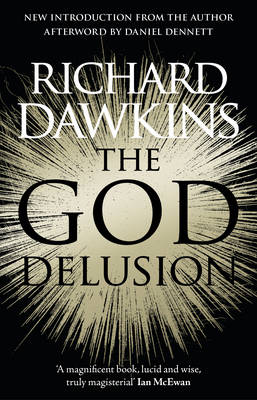 NEW INTRODUCTION FROM THE AUTHOR
AFTERWORD BY DANIEL DENNETT
RICHARD
DAWKINS
THE
GOD
DELUSION
'A magnificent book, lucid and wise,
truly magisterial' Ian McEwan